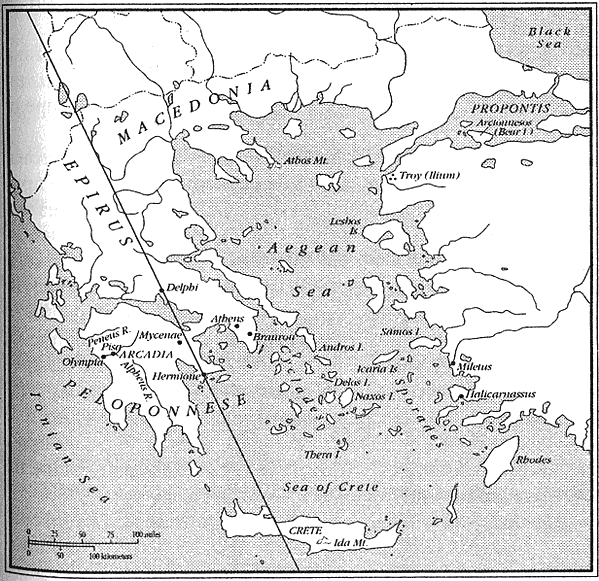 Black
Sea
MACEDONIA
PROPONTIS
Arctonnesos
(Bear I.)
Athos Mt.
Troy (Ilium)
EPIRUS
Lesbos
Is
Aegean
Sea
Delphi
Athens
Brauron
Peneus R.
Mycenae
Pisa
ARCADIA
Olympia
Alpheus R.
Hermione
PELOPONNESE
Andros I.
Samos I.
Icaria Is
Miletus
Delos I.
Naxos I.
Cyclades
Sporades
Halicarnassus
Ionian Sea
Thera I.
Rhodes
Sea of Crete
CRETE
Ida Mt.
0 50 100 miles
0 50 100 kilometers